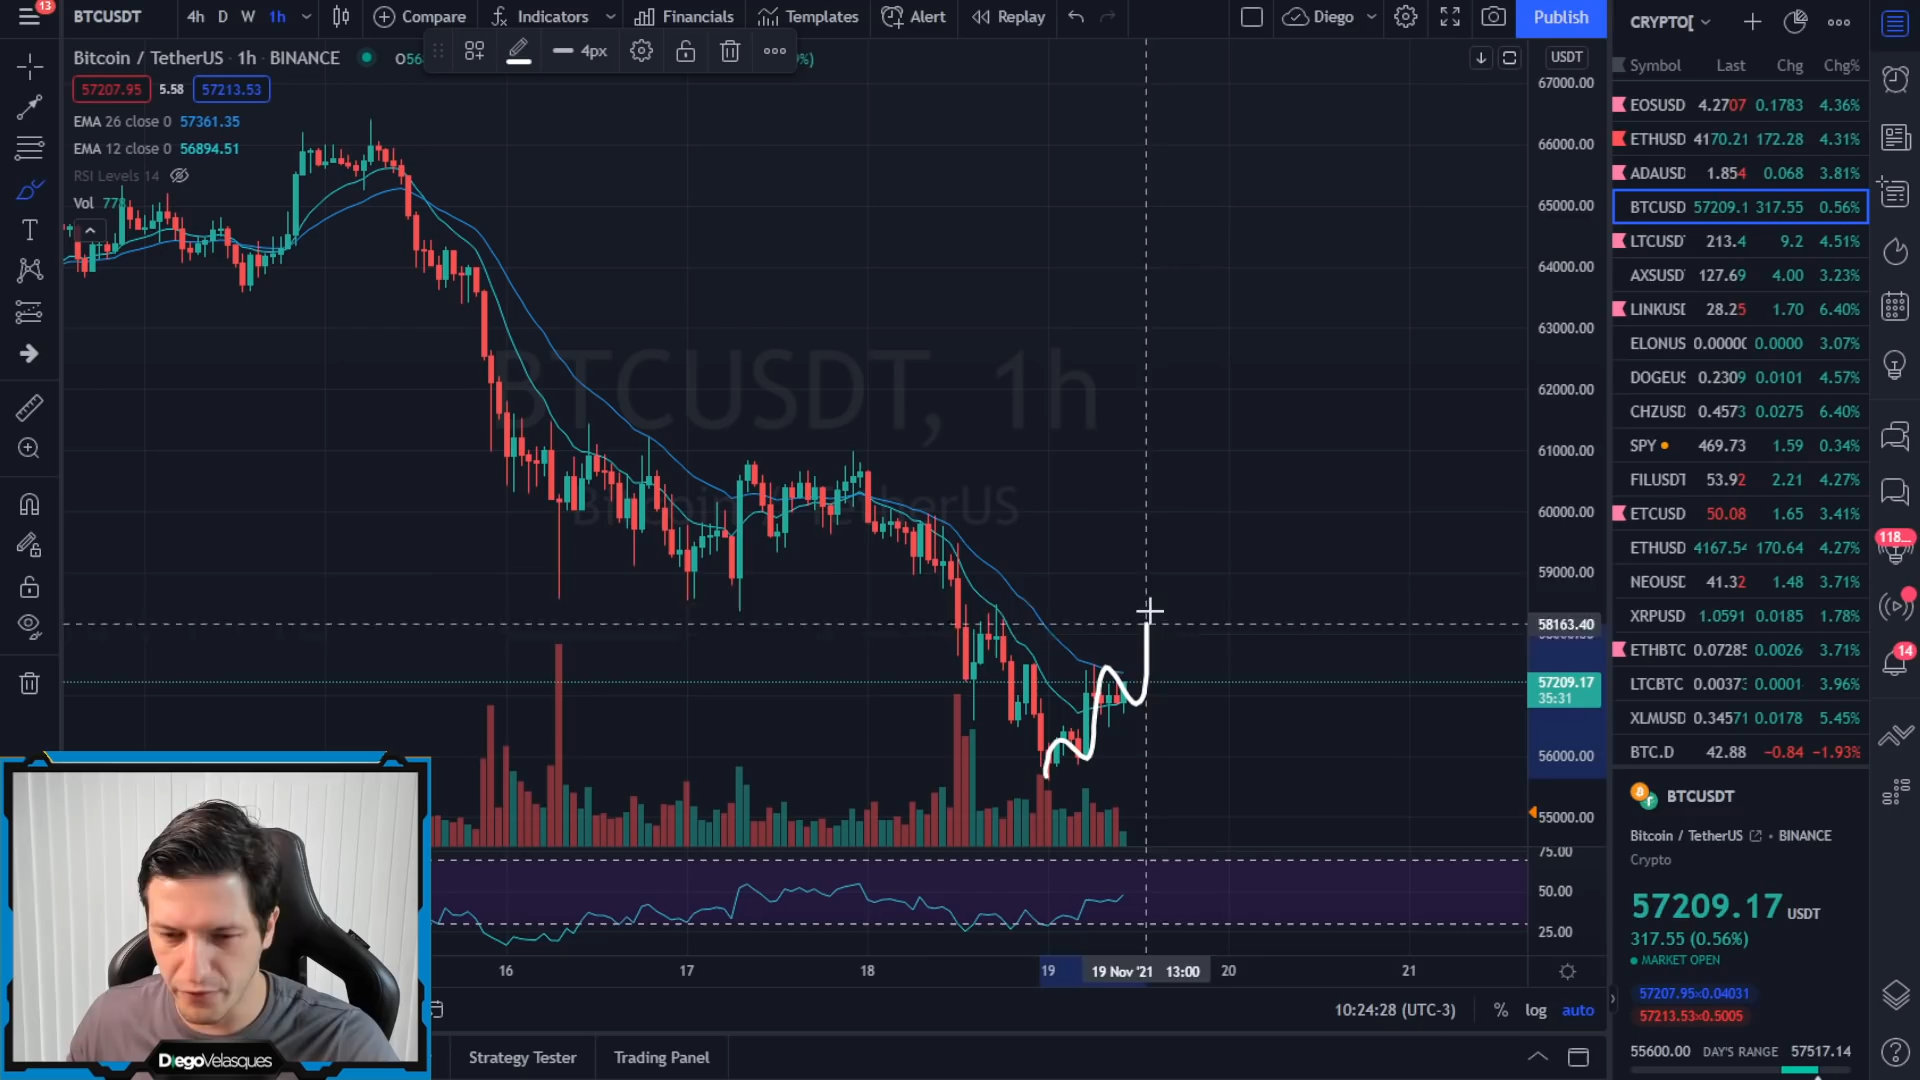 13
BTCUSDT
4h D W 1h
Compare
Indicators
Financials
Templates
Alert
Replay
Diego
Publish
CRYPTO[
Bitcoin / TetherUS · 1h · BINANCE
4px
57207.95 5.58 57213.53
EMA 26 close 0 57361.35
EMA 12 close 0 56894.51
RSI Levels 14
Vol
BTCUSDT, 1h
Bitcoin / TetherUS
USDT
67000.00
66000.00
65000.00
64000.00
63000.00
62000.00
61000.00
60000.00
59000.00
58163.40
57209.17
35:31
56000.00
55000.00
75.00
50.00
25.00
16 17 18 19 19 Nov '21 13:00 20 21
10:24:28 (UTC-3) % log auto
Strategy Tester Trading Panel
DiegoVelasques
Symbol Last Chg Chg%
EOSUSD 4.2707 0.1783 4.36%
ETHUSD 4170.21 172.28 4.31%
ADAUSD 1.854 0.068 3.81%
BTCUSD 57209.1 317.55 0.56%
LTCUSD 213.4 9.2 4.51%
AXSUSD 127.69 4.00 3.23%
LINKUSD 28.25 1.70 6.40%
ELONUS 0.0000 0.0000 3.07%
DOGEUS 0.2309 0.0101 4.57%
CHZUSD 0.4573 0.0275 6.40%
SPY 469.73 1.59 0.34%
FILUSDT 53.92 2.21 4.27%
ETCUSD 50.08 1.65 3.41%
ETHUSD 4167.54 170.64 4.27%
NEOUSD 41.32 1.48 3.71%
XRPUSD 1.0591 0.0185 1.78%
ETHBTC 0.07285 0.0026 3.71%
LTCBTC 0.00373 0.0001 3.96%
XLMUSD 0.34571 0.0178 5.45%
BTC.D 42.88 −0.84 −1.93%
118...
14
BTCUSDT
Bitcoin / TetherUS • BINANCE
Crypto
57209.17 USDT
317.55 (0.56%)
MARKET OPEN
57207.95×0.04031
57213.53×0.5005
55600.00 DAY'S RANGE 57517.14